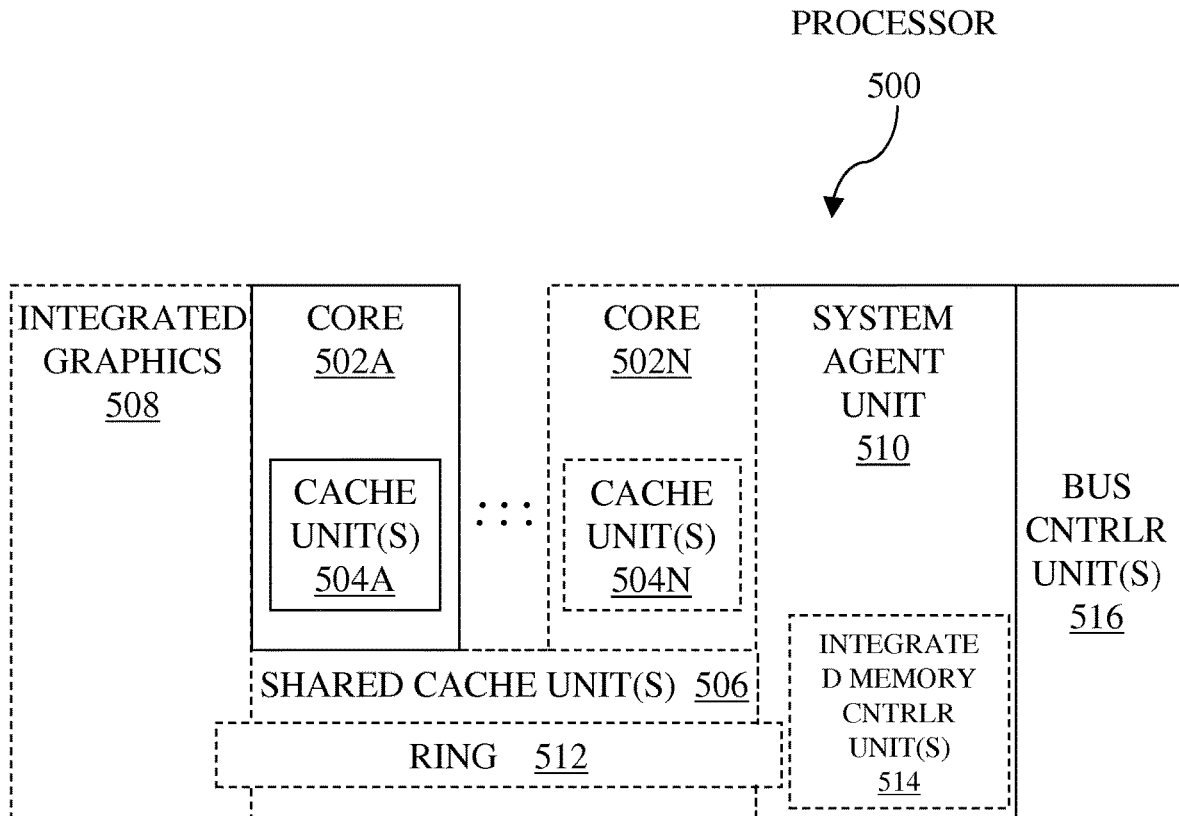 PROCESSOR
500
INTEGRATED
GRAPHICS
508
CORE
502A
CACHE
UNIT(S)
504A
CORE
502N
CACHE
UNIT(S)
504N
SYSTEM
AGENT
UNIT
510
BUS
CNTRLR
UNIT(S)
516
INTEGRATE
D MEMORY
CNTRLR
UNIT(S)
514
SHARED CACHE UNIT(S) 506
RING 512